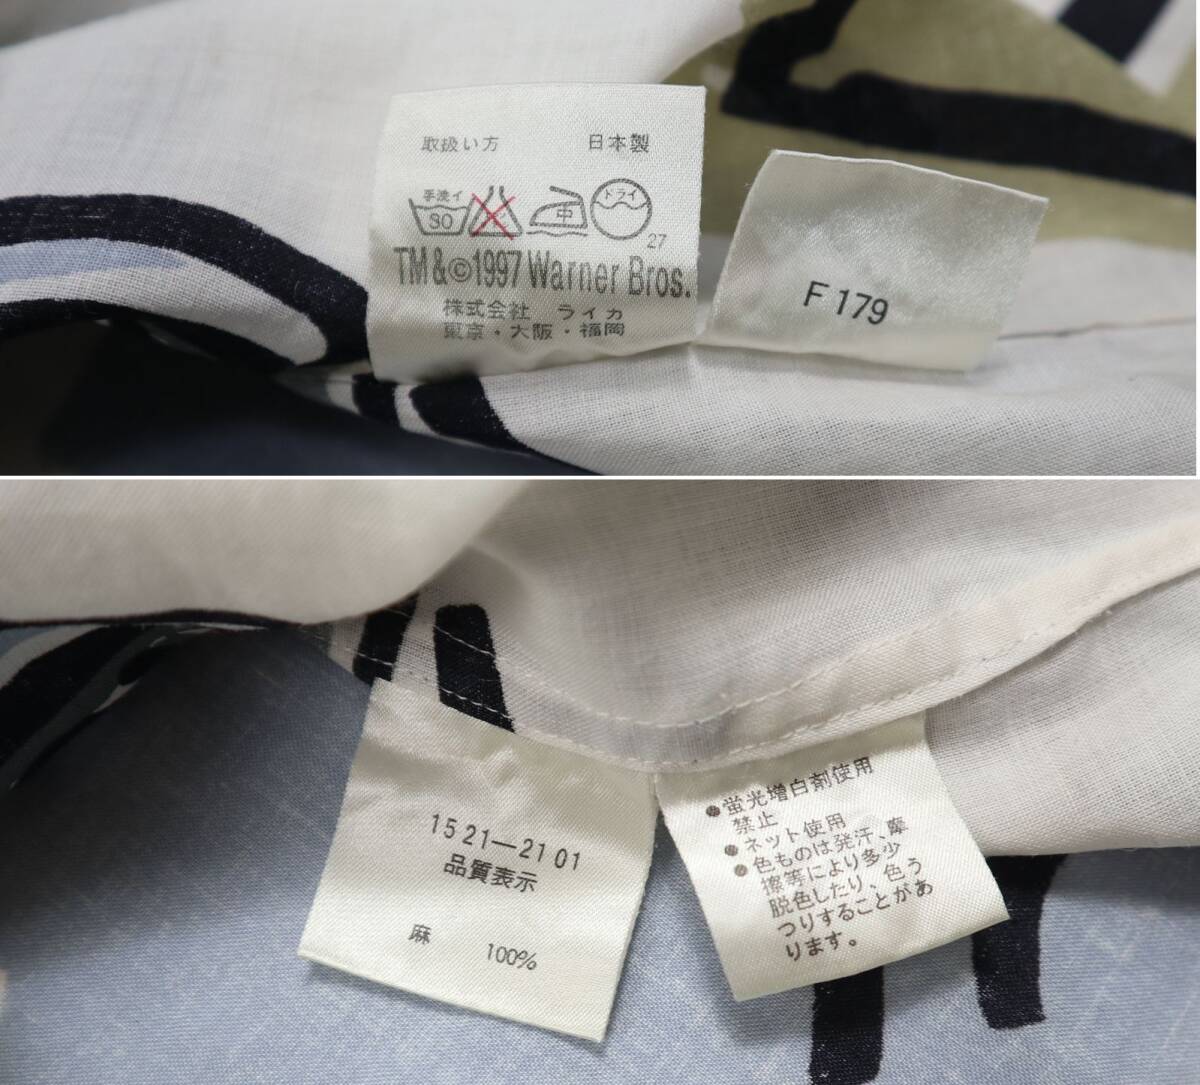 取扱い方 日本製
手洗イ ドライ
30 中
27
TM&©1997 Warner Bros.
株式会社 ライカ
東京・大阪・福岡
F 179
15 21—21 01
品質表示
麻 100%
●蛍光増白剤使用
禁止
●ネット使用
●色ものは発汗、摩
擦等により多少
脱色したり、色う
つりすることがあ
ります。